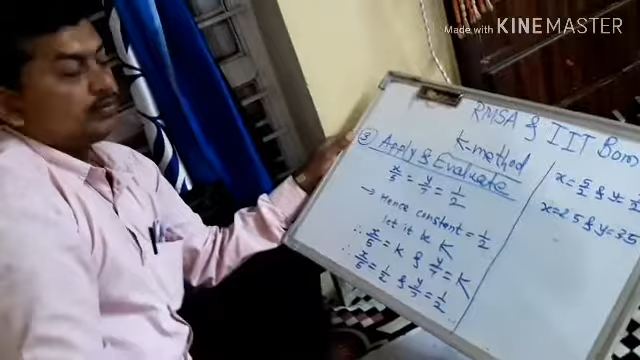 Made with KINEMASTER
RMSA & IIT Bom
K-method
③ Apply & Evaluate
x/5 = y/7 = 1/2
→ Hence constant = 1/2
let it be K
∴ x/5 = K & y/7 = K
∴ x/5 = 1/2 & y/7 = 1/2
x = 5/2 & y = 7/2
x = 2.5 & y = 3.5